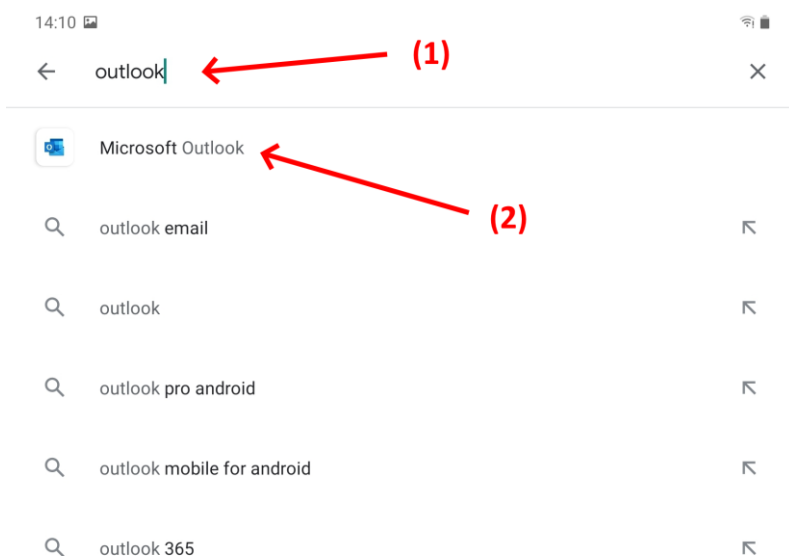 14:10
outlook
(1)
Microsoft Outlook
(2)
outlook email
outlook
outlook pro android
outlook mobile for android
outlook 365